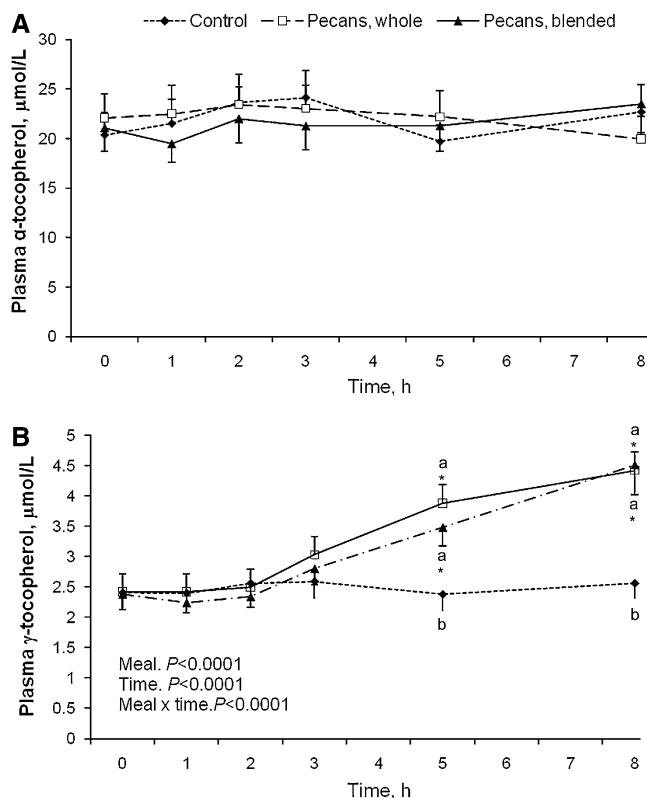 A
Control Pecans, whole Pecans, blended
Plasma α-tocopherol, μmol/L
30
25
20
15
10
5
0
0 1 2 3 4 5 6 7 8
Time, h
B
Plasma γ-tocopherol, μmol/L
5
4.5
4
3.5
3
2.5
2
1.5
1
0.5
0
a
*
a
*
b
a
*
a
*
b
Meal. P<0.0001
Time. P<0.0001
Meal x time.P<0.0001
0 1 2 3 4 5 6 7 8
Time, h